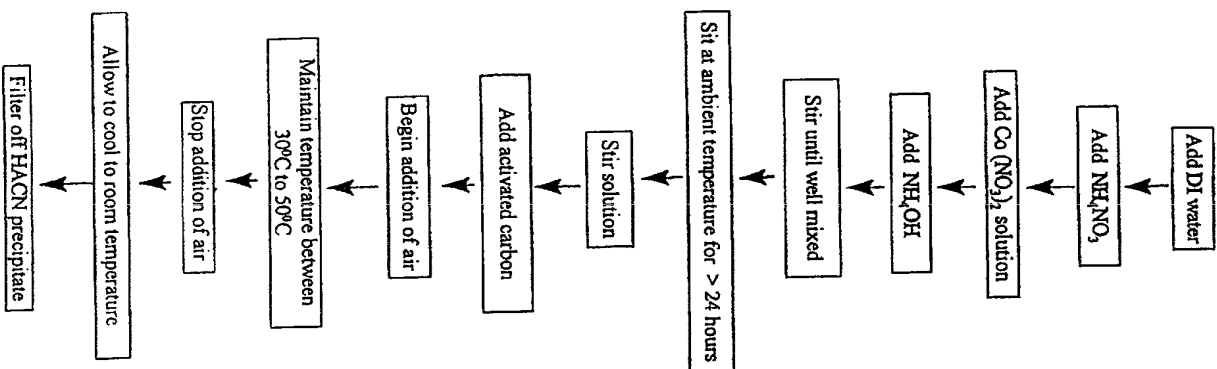 Add DI water
Add NH₄NO₃
Add Co (NO₃)₂ solution
Add NH₄OH
Stir until well mixed
Sit at ambient temperature for > 24 hours
Stir solution
Add activated carbon
Begin addition of air
Maintain temperature between
30⁰C to 50⁰C
Stop addition of air
Allow to cool to room temperature
Filter off HACN precipitate